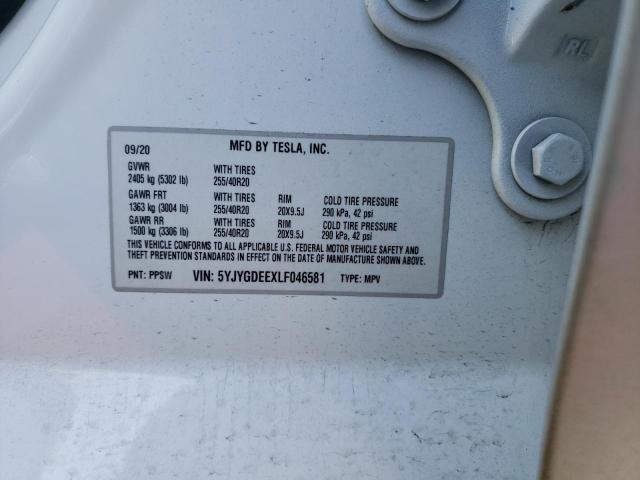 RL
09/20 MFD BY TESLA, INC.
GVWR WITH TIRES
2405 kg (5302 lb) 255/40R20
GAWR FRT WITH TIRES RIM COLD TIRE PRESSURE
1363 kg (3004 lb) 255/40R20 20X9.5J 290 kPa, 42 psi
GAWR RR WITH TIRES RIM COLD TIRE PRESSURE
1500 kg (3306 lb) 255/40R20 20X9.5J 290 kPa, 42 psi
THIS VEHICLE CONFORMS TO ALL APPLICABLE U.S. FEDERAL MOTOR VEHICLE SAFETY AND
THEFT PREVENTION STANDARDS IN EFFECT ON THE DATE OF MANUFACTURE SHOWN ABOVE.
PNT: PPSW VIN: 5YJYGDEEXLF046581 TYPE: MPV